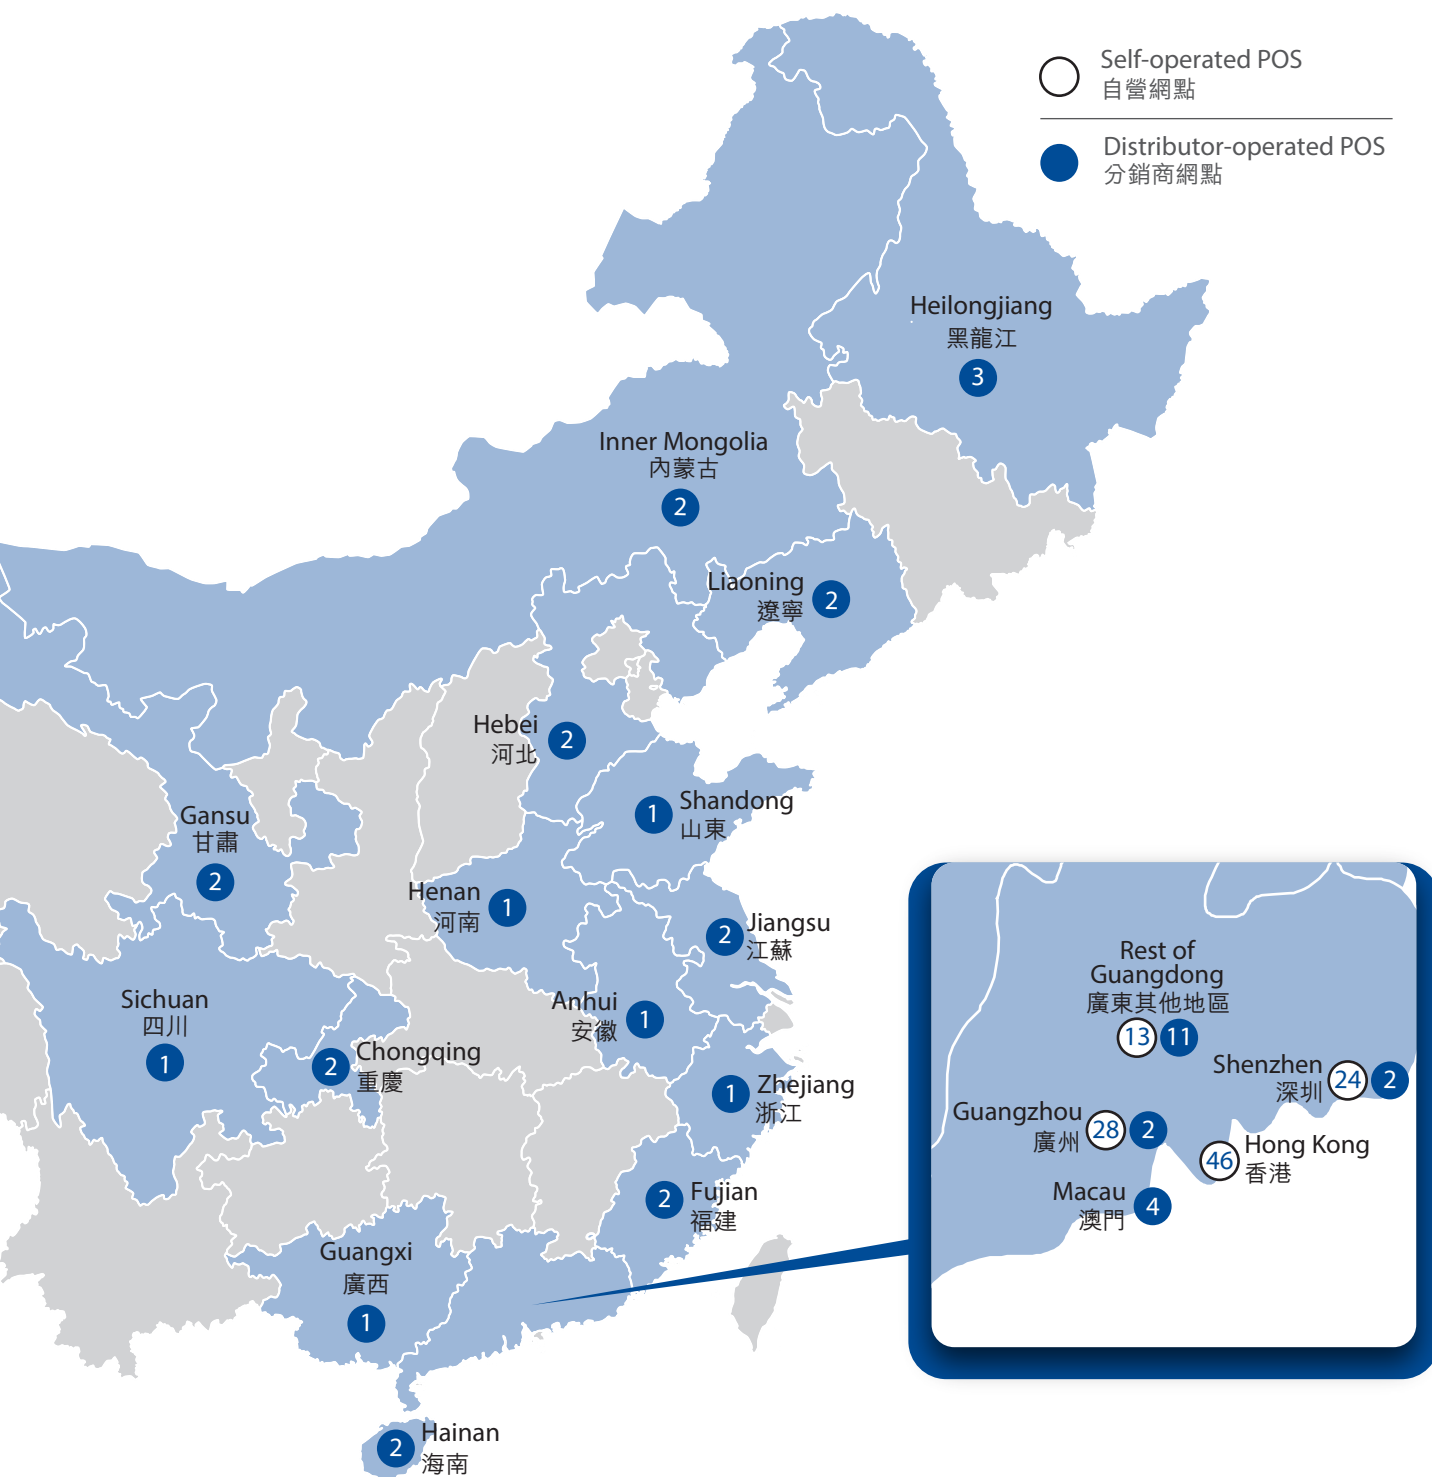 Self-operated POS
自營網點
Distributor-operated POS
分銷商網點
Heilongjiang
黑龍江
3
Inner Mongolia
內蒙古
2
Liaoning
遼寧
2
Hebei
河北
2
Shandong
山東
1
Gansu
甘肅
2
Henan
河南
1
Jiangsu
江蘇
2
Sichuan
四川
1
Anhui
安徽
1
Chongqing
重慶
2
Zhejiang
浙江
1
Fujian
福建
2
Guangxi
廣西
1
Hainan
海南
2
Rest of
Guangdong
廣東其他地區
13 11
Shenzhen
深圳
24 2
Guangzhou
廣州
28 2
Hong Kong
香港
46
Macau
澳門
4